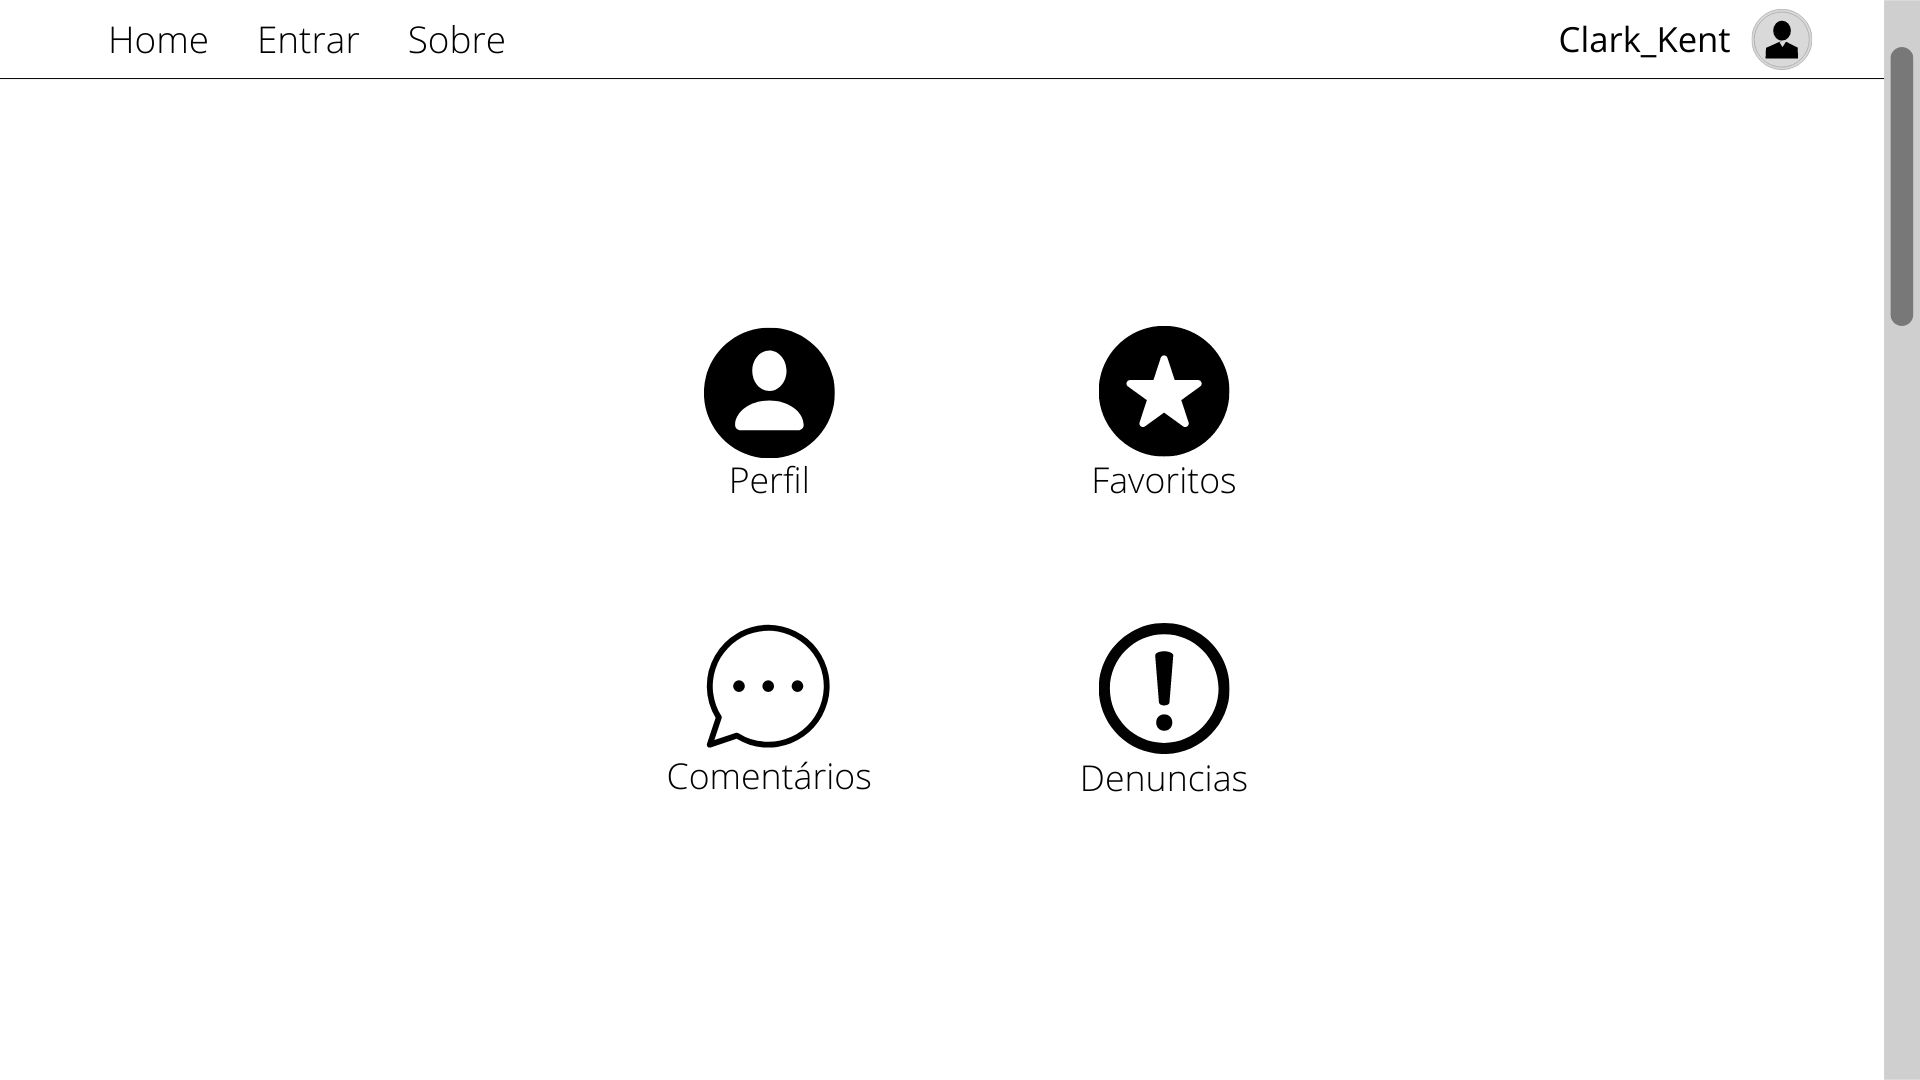 Home Entrar Sobre Clark_Kent
Perfil Favoritos
Comentários Denuncias